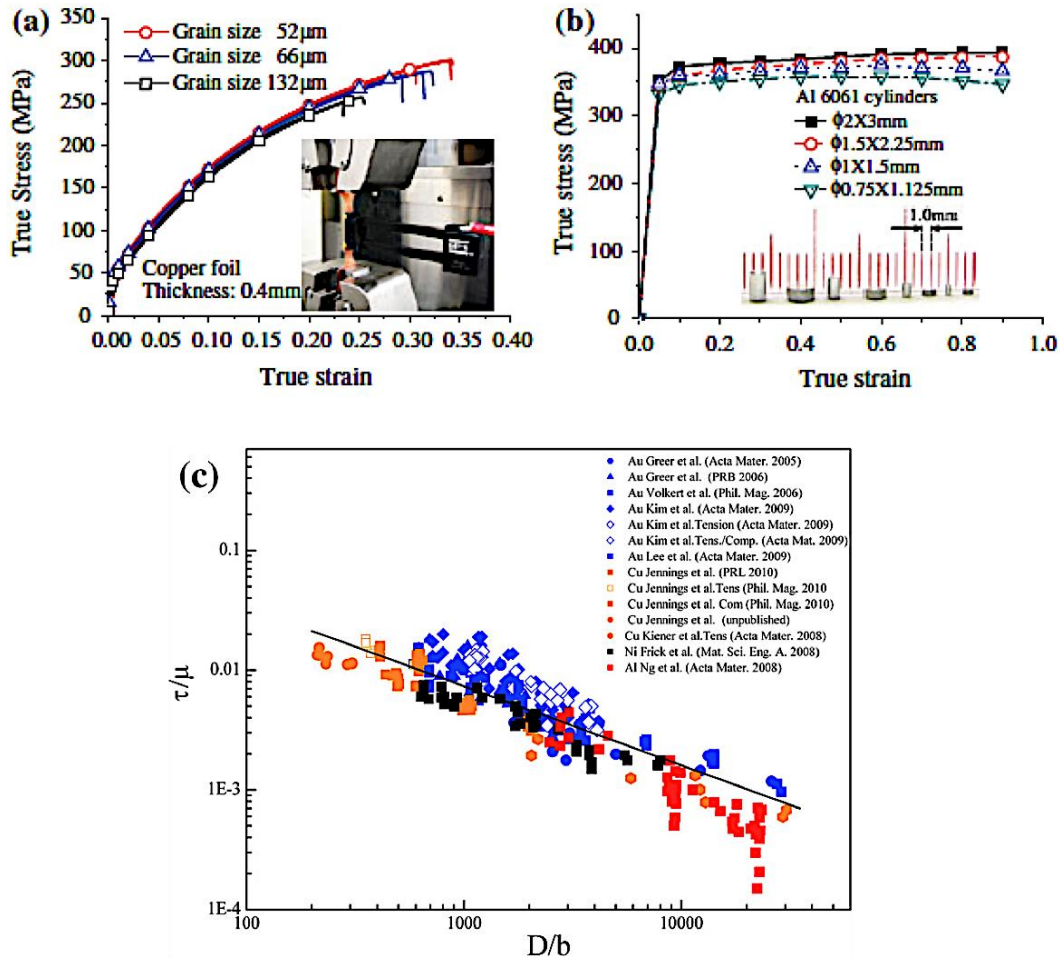 (a)
350
300
250
200
150
100
50
0
True Stress (MPa)
Grain size 52μm
Grain size 66μm
Grain size 132μm
Copper foil
Thickness: 0.4mm
0.00 0.05 0.10 0.15 0.20 0.25 0.30 0.35 0.40
True strain
(b)
400
300
200
100
0
True stress (MPa)
Al 6061 cylinders
ϕ2X3mm
ϕ1.5X2.25mm
ϕ1X1.5mm
ϕ0.75X1.125mm
1.0mm
0.0 0.2 0.4 0.6 0.8 1.0
True strain
(c)
Au Greer et al. (Acta Mater. 2005)
Au Greer et al. (PRB 2006)
Au Volkert et al. (Phil. Mag. 2006)
Au Kim et al. (Acta Mater. 2009)
Au Kim et al.Tension (Acta Mater. 2009)
Au Kim et al.Tens./Comp. (Acta Mat. 2009)
Au Lee et al. (Acta Mater. 2009)
Cu Jennings et al. (PRL 2010)
Cu Jennings et al.Tens (Phil. Mag. 2010
Cu Jennings et al. Com (Phil. Mag. 2010)
Cu Jennings et al. (unpublished)
Cu Kiener et al.Tens (Acta Mater. 2008)
Ni Frick et al. (Mat. Sci. Eng. A. 2008)
Al Ng et al. (Acta Mater. 2008)
0.1
0.01
1E-3
1E-4
τ/μ
100 1000 10000
D/b